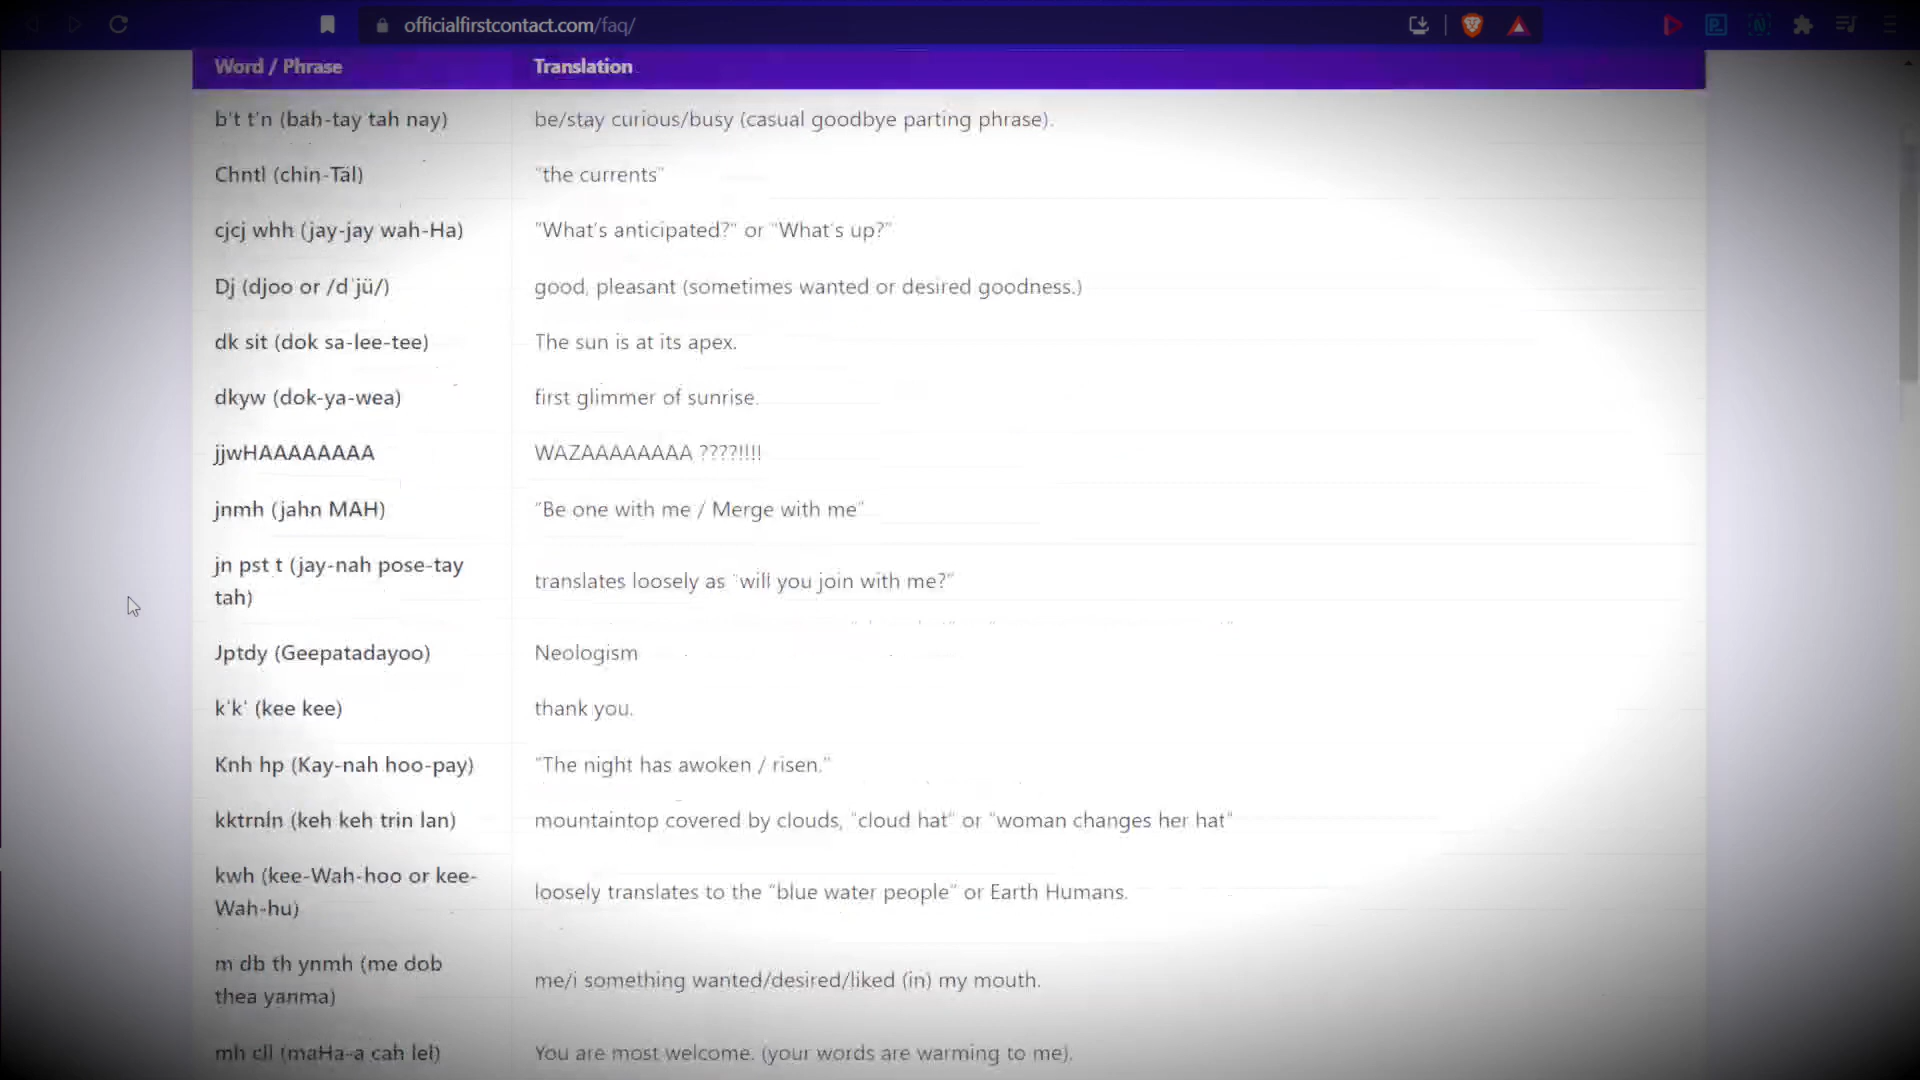 officialfirstcontact.com/faq/
Word / Phrase Translation
b't t'n (bah-tay tah nay) be/stay curious/busy (casual goodbye parting phrase).
Chntl (chin-Täl) "the currents"
cjcj whh (jay-jay wah-Ha) "What's anticipated?" or "What's up?"
Dj (djoo or /d'jü/) good, pleasant (sometimes wanted or desired goodness.)
dk sit (dok sa-lee-tee) The sun is at its apex.
dkyw (dok-ya-wea) first glimmer of sunrise.
jjwHAAAAAAAA WAZAAAAAAAA ????!!!!
jnmh (jahn MAH) "Be one with me / Merge with me"
jn pst t (jay-nah pose-tay
tah)
translates loosely as "will you join with me?"
Jptdy (Geepatadayoo) Neologism
k'k' (kee kee) thank you.
Knh hp (Kay-nah hoo-pay) "The night has awoken / risen."
kktrnln (keh keh trin lan) mountaintop covered by clouds, "cloud hat" or "woman changes her hat"
kwh (kee-Wah-hoo or kee-
Wah-hu)
loosely translates to the "blue water people" or Earth Humans.
m db th ynmh (me dob
thea yanma)
me/i something wanted/desired/liked (in) my mouth.
mh cll (maHa-a cah lel) You are most welcome. (your words are warming to me).